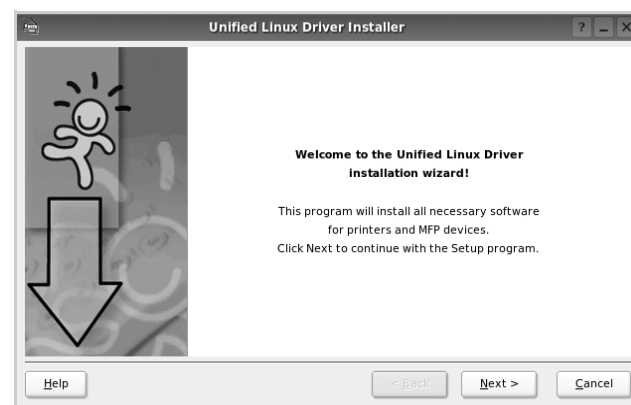 Unified Linux Driver Installer
Welcome to the Unified Linux Driver
installation wizard!
This program will install all necessary software
for printers and MFP devices.
Click Next to continue with the Setup program.
Help
< Back
Next >
Cancel